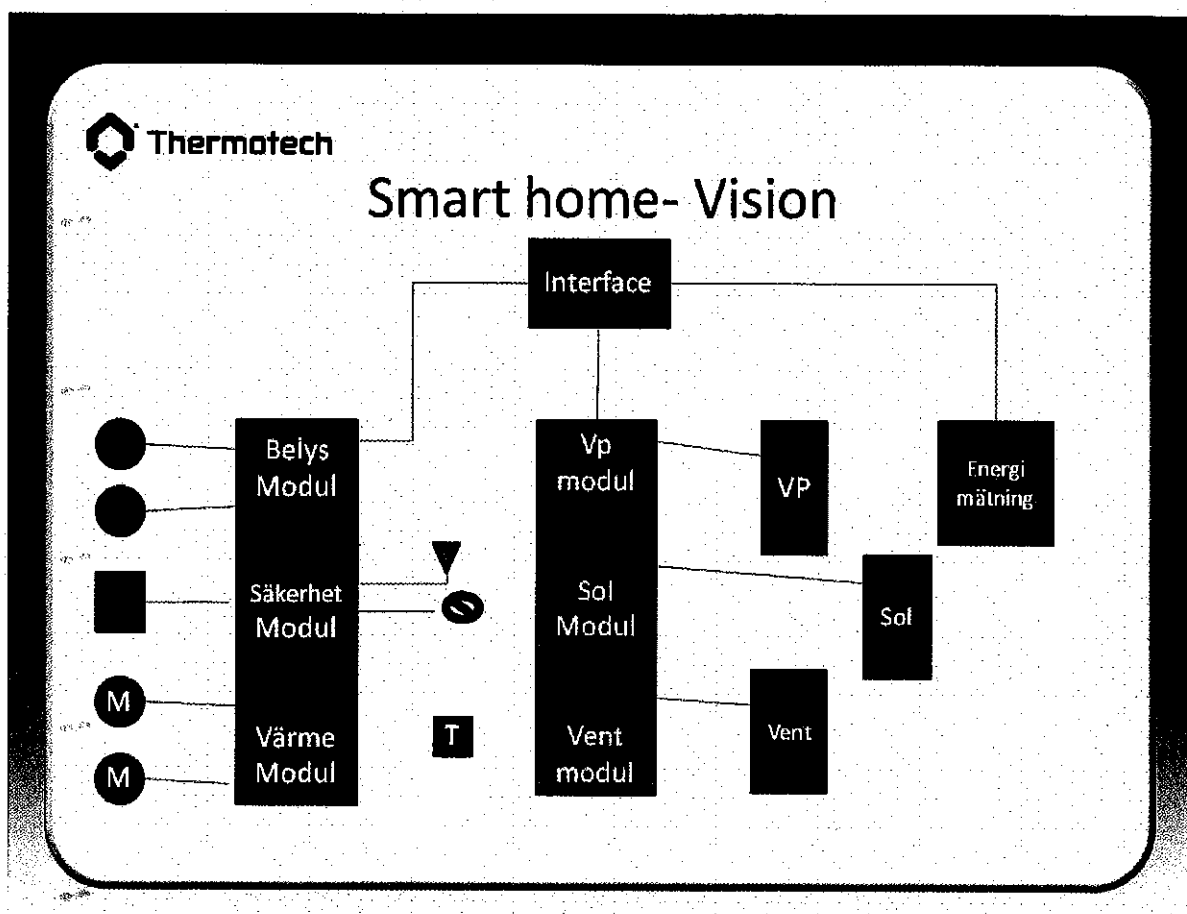 Thermotech
Smart home- Vision
Interface
Belys
Modul
Säkerhet
Modul
Värme
Modul
M
M
T
Vp
modul
Sol
Modul
Vent
modul
VP
Sol
Vent
Energi
mätning